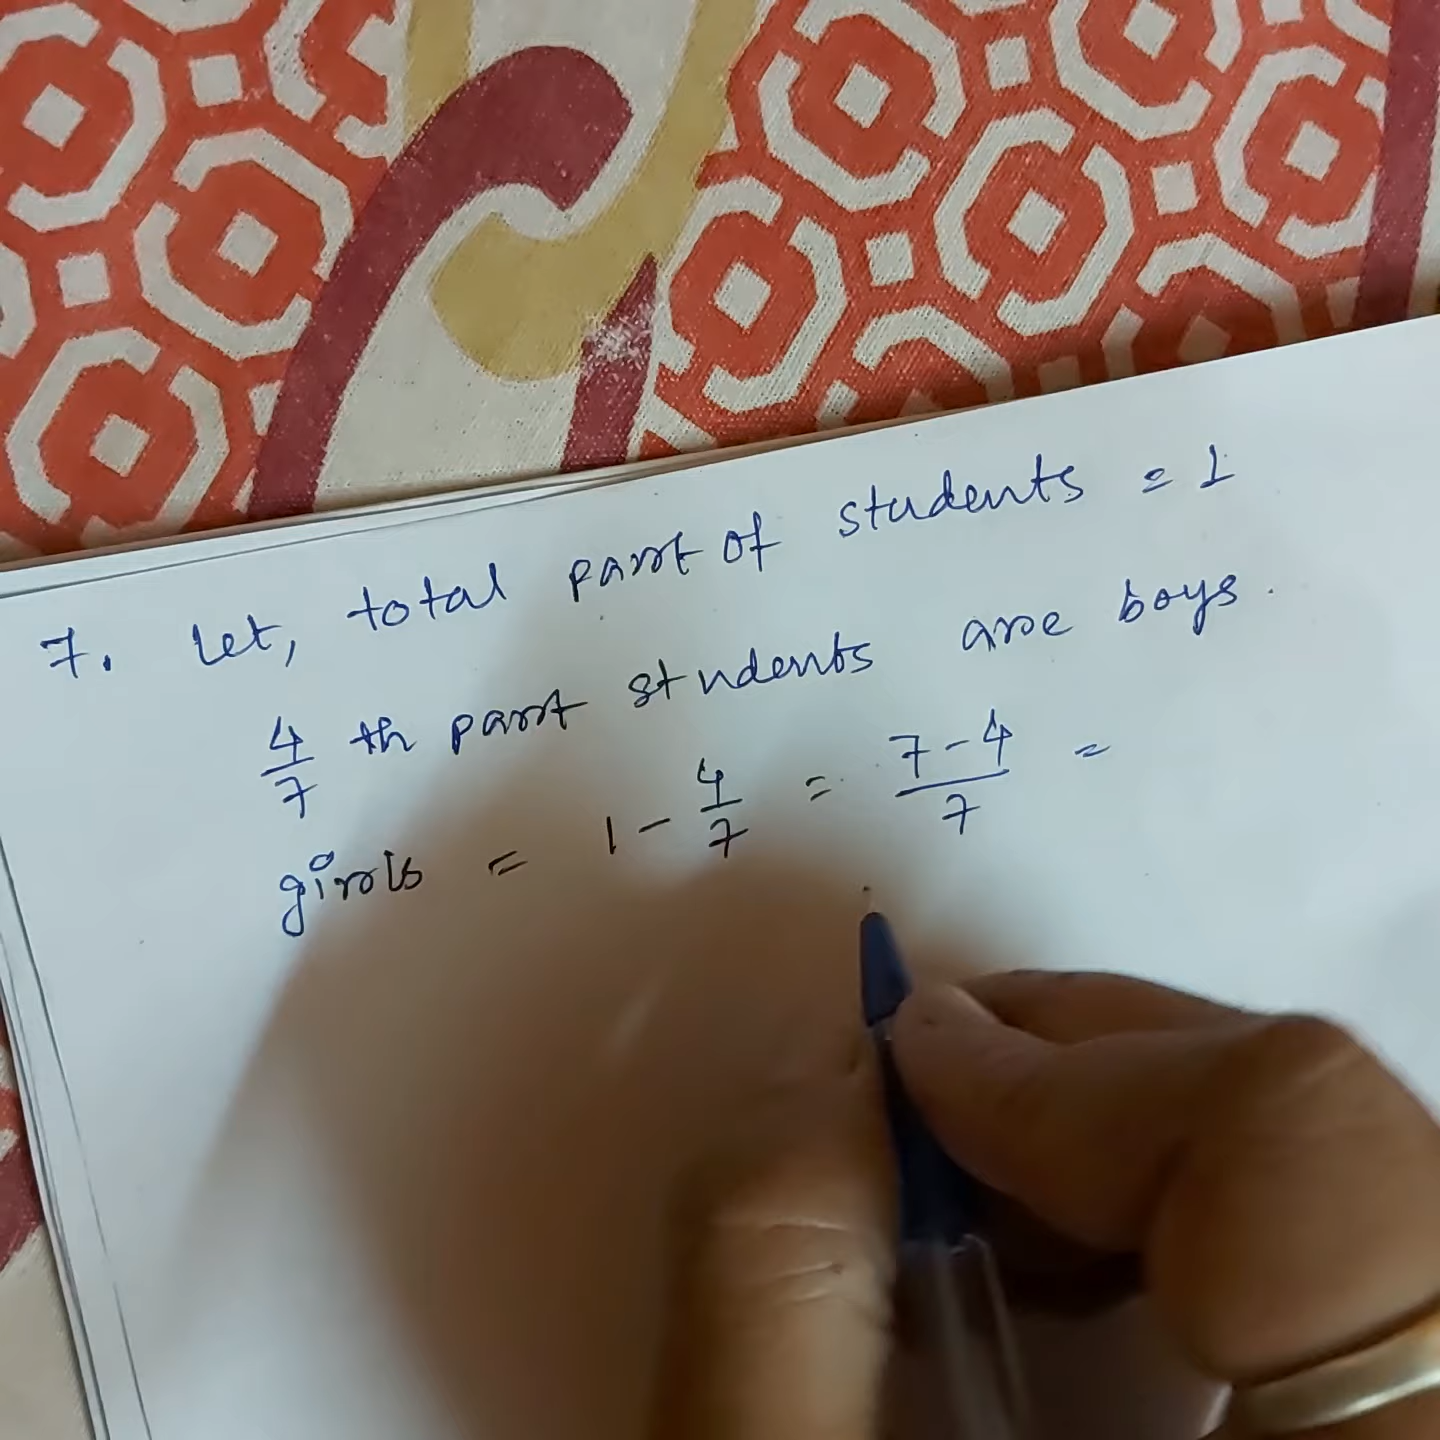 7. Let, total part of students = 1
4/7 th part students are boys.
girls = 1 - 4/7 = 7-4/7 =